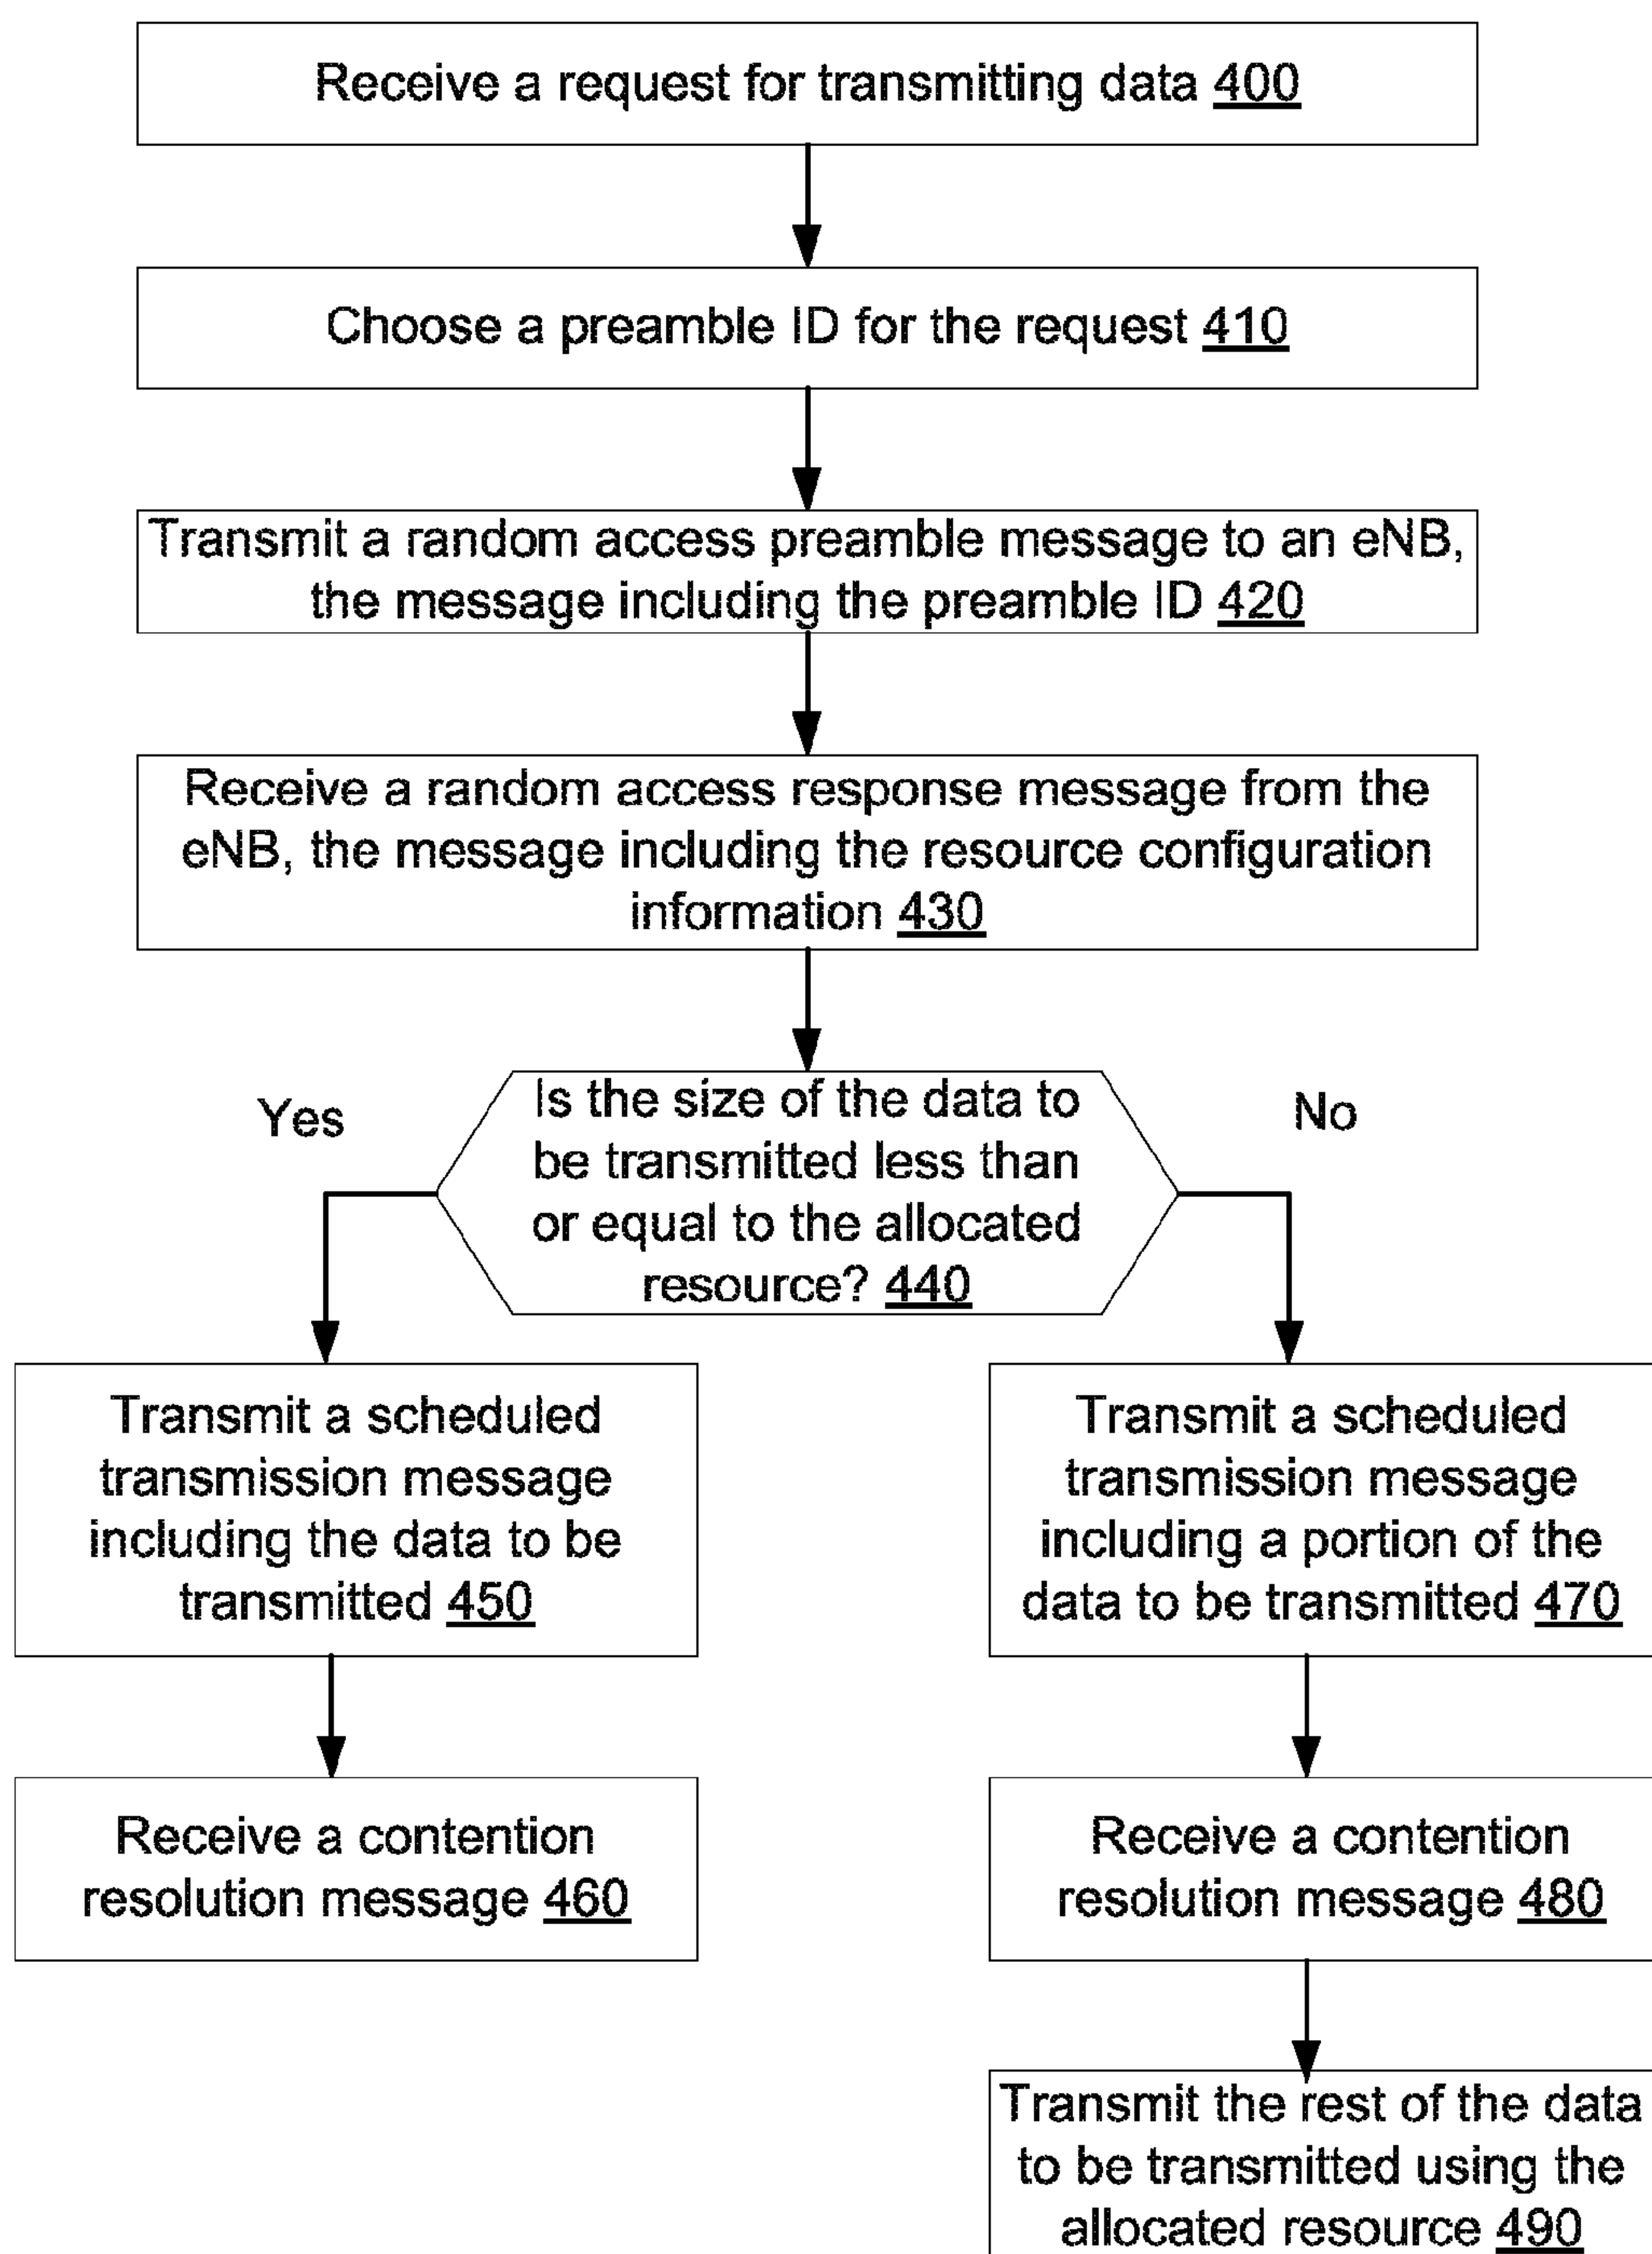 Receive a request for transmitting data 400
Choose a preamble ID for the request 410
Transmit a random access preamble message to an eNB,
the message including the preamble ID 420
Receive a random access response message from the
eNB, the message including the resource configuration
information 430
Is the size of the data to
be transmitted less than
or equal to the allocated
resource? 440
Yes
No
Transmit a scheduled
transmission message
including the data to be
transmitted 450
Receive a contention
resolution message 460
Transmit a scheduled
transmission message
including a portion of the
data to be transmitted 470
Receive a contention
resolution message 480
Transmit the rest of the data
to be transmitted using the
allocated resource 490